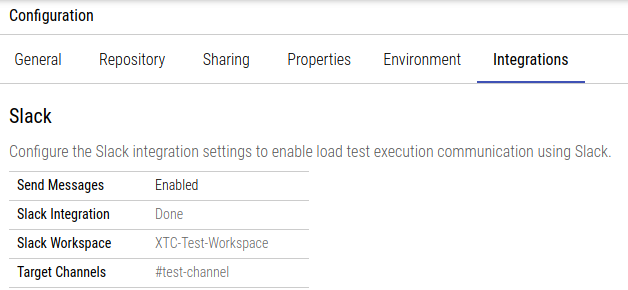 Configuration
General Repository Sharing Properties Environment Integrations
Slack
Configure the Slack integration settings to enable load test execution communication using Slack.
Send Messages Enabled
Slack Integration Done
Slack Workspace XTC-Test-Workspace
Target Channels #test-channel